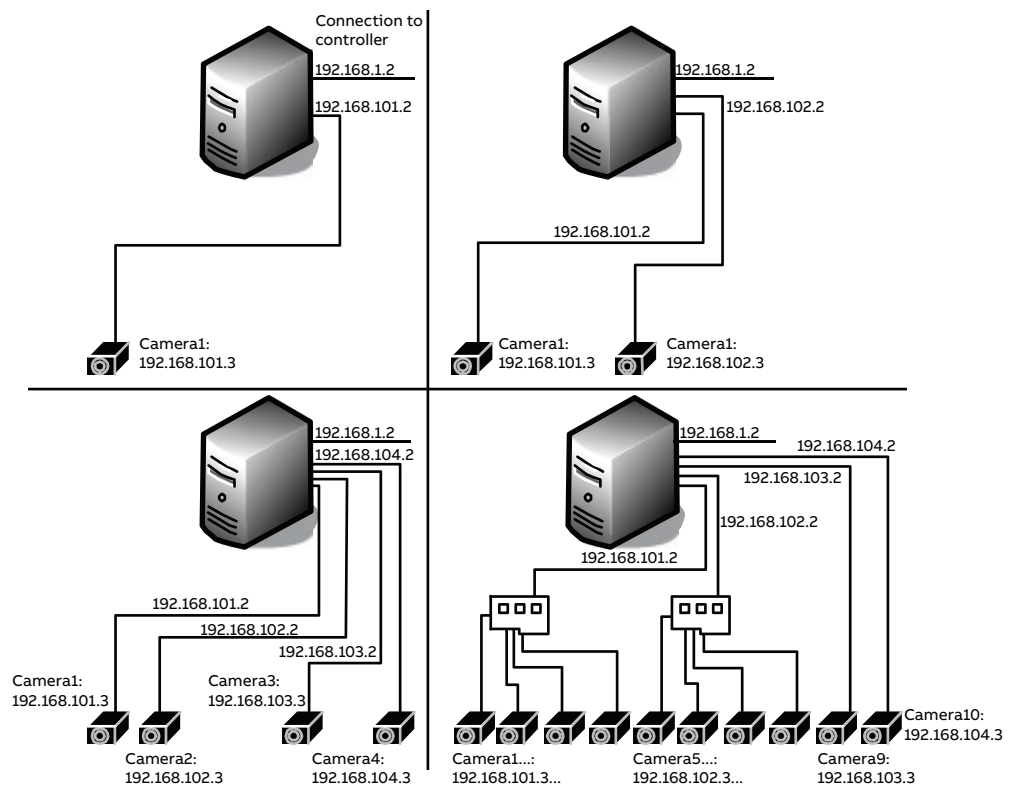 Connection to
controller
192.168.1.2
192.168.101.2
Camera1:
192.168.101.3
192.168.1.2
192.168.102.2
192.168.101.2
Camera1:
192.168.101.3
Camera1:
192.168.102.3
192.168.1.2
192.168.104.2
192.168.101.2
192.168.102.2
192.168.103.2
Camera1:
192.168.101.3
Camera3:
192.168.103.3
Camera2:
192.168.102.3
Camera4:
192.168.104.3
192.168.1.2
192.168.104.2
192.168.103.2
192.168.102.2
192.168.101.2
Camera10:
192.168.104.3
Camera1...:
192.168.101.3...
Camera5...:
192.168.102.3...
Camera9:
192.168.103.3